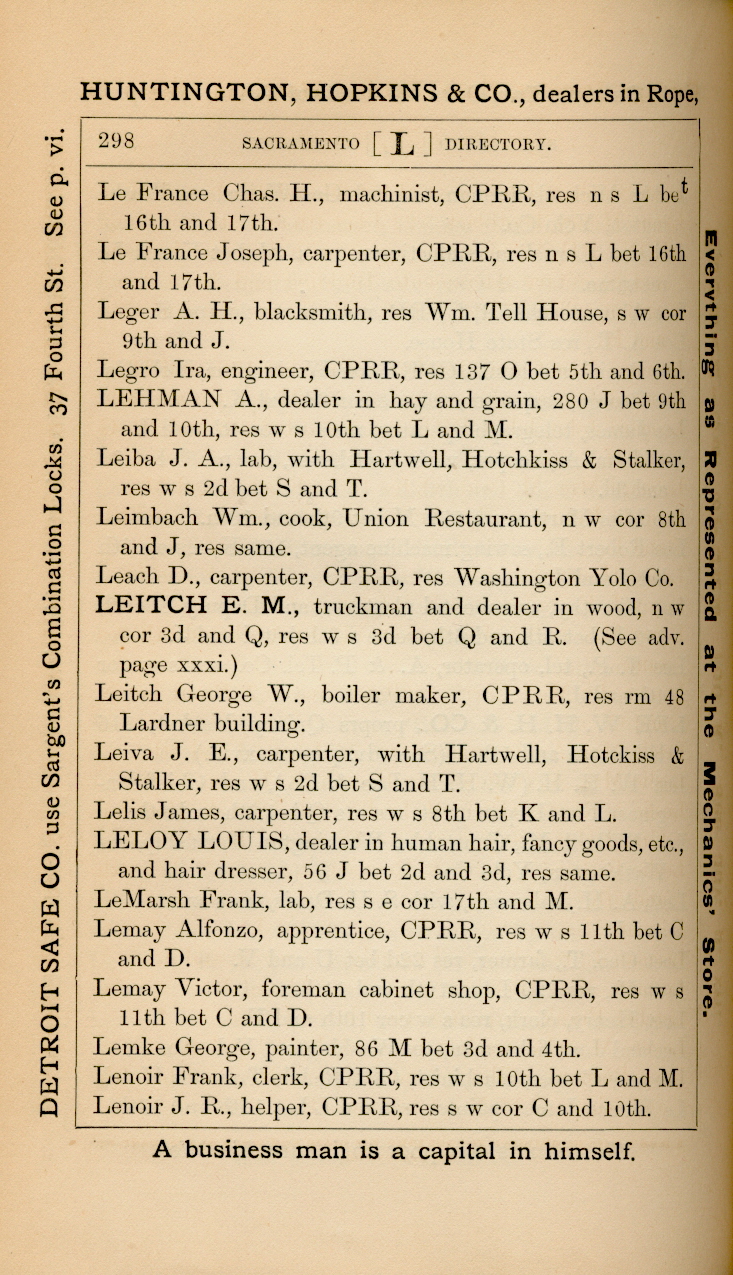 HUNTINGTON, HOPKINS & CO., dealers in Rope,
298 SACRAMENTO [ L ] DIRECTORY.
Le France Chas. H., machinist, CPRR, res n s L bet
16th and 17th.
Le France Joseph, carpenter, CPRR, res n s L bet 16th
and 17th.
Leger A. H., blacksmith, res Wm. Tell House, s w cor
9th and J.
Legro Ira, engineer, CPRR, res 137 O bet 5th and 6th.
LEHMAN A., dealer in hay and grain, 280 J bet 9th
and 10th, res w s 10th bet L and M.
Leiba J. A., lab, with Hartwell, Hotchkiss & Stalker,
res w s 2d bet S and T.
Leimbach Wm., cook, Union Restaurant, n w cor 8th
and J, res same.
Leach D., carpenter, CPRR, res Washington Yolo Co.
LEITCH E. M., truckman and dealer in wood, n w
cor 3d and Q, res w s 3d bet Q and R. (See adv.
page xxxi.)
Leitch George W., boiler maker, CPRR, res rm 48
Lardner building.
Leiva J. E., carpenter, with Hartwell, Hotckiss &
Stalker, res w s 2d bet S and T.
Lelis James, carpenter, res w s 8th bet K and L.
LELOY LOUIS, dealer in human hair, fancy goods, etc.,
and hair dresser, 56 J bet 2d and 3d, res same.
LeMarsh Frank, lab, res s e cor 17th and M.
Lemay Alfonzo, apprentice, CPRR, res w s 11th bet C
and D.
Lemay Victor, foreman cabinet shop, CPRR, res w s
11th bet C and D.
Lemke George, painter, 86 M bet 3d and 4th.
Lenoir Frank, clerk, CPRR, res w s 10th bet L and M.
Lenoir J. R., helper, CPRR, res s w cor C and 10th.
A business man is a capital in himself.
DETROIT SAFE CO. use Sargent's Combination Locks. 37 Fourth St. See p. vi.
Everything as Represented at the Mechanics' Store.